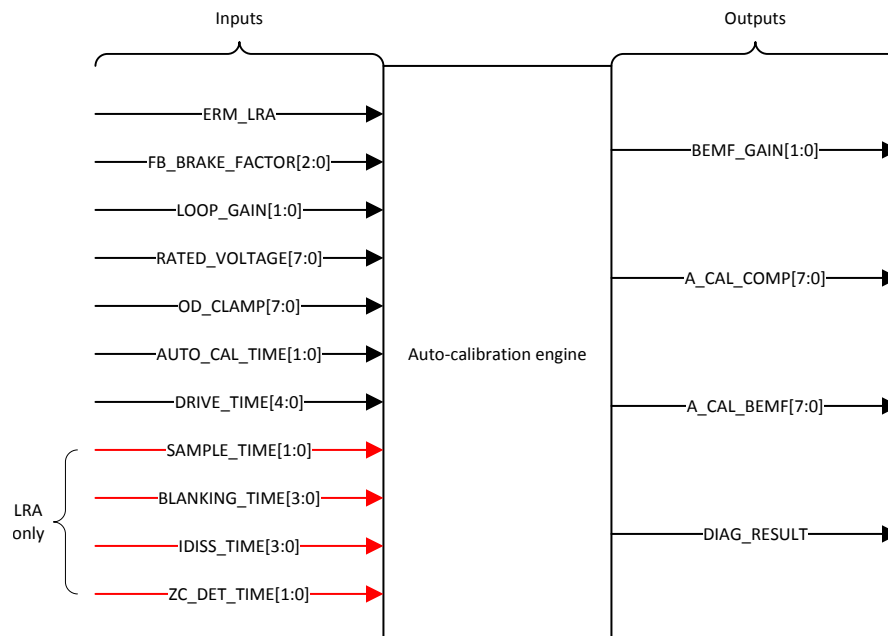 Inputs
Outputs
ERM_LRA
FB_BRAKE_FACTOR[2:0]
LOOP_GAIN[1:0]
RATED_VOLTAGE[7:0]
OD_CLAMP[7:0]
AUTO_CAL_TIME[1:0]
DRIVE_TIME[4:0]
SAMPLE_TIME[1:0]
BLANKING_TIME[3:0]
IDISS_TIME[3:0]
ZC_DET_TIME[1:0]
LRA
only
Auto-calibration engine
BEMF_GAIN[1:0]
A_CAL_COMP[7:0]
A_CAL_BEMF[7:0]
DIAG_RESULT